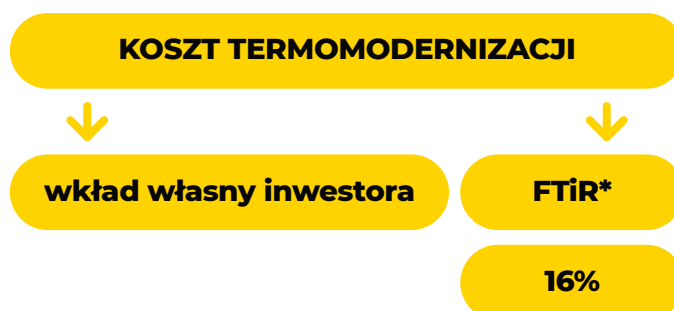 KOSZT TERMOMODERNIZACJI
wkład własny inwestora
FTiR*
16%